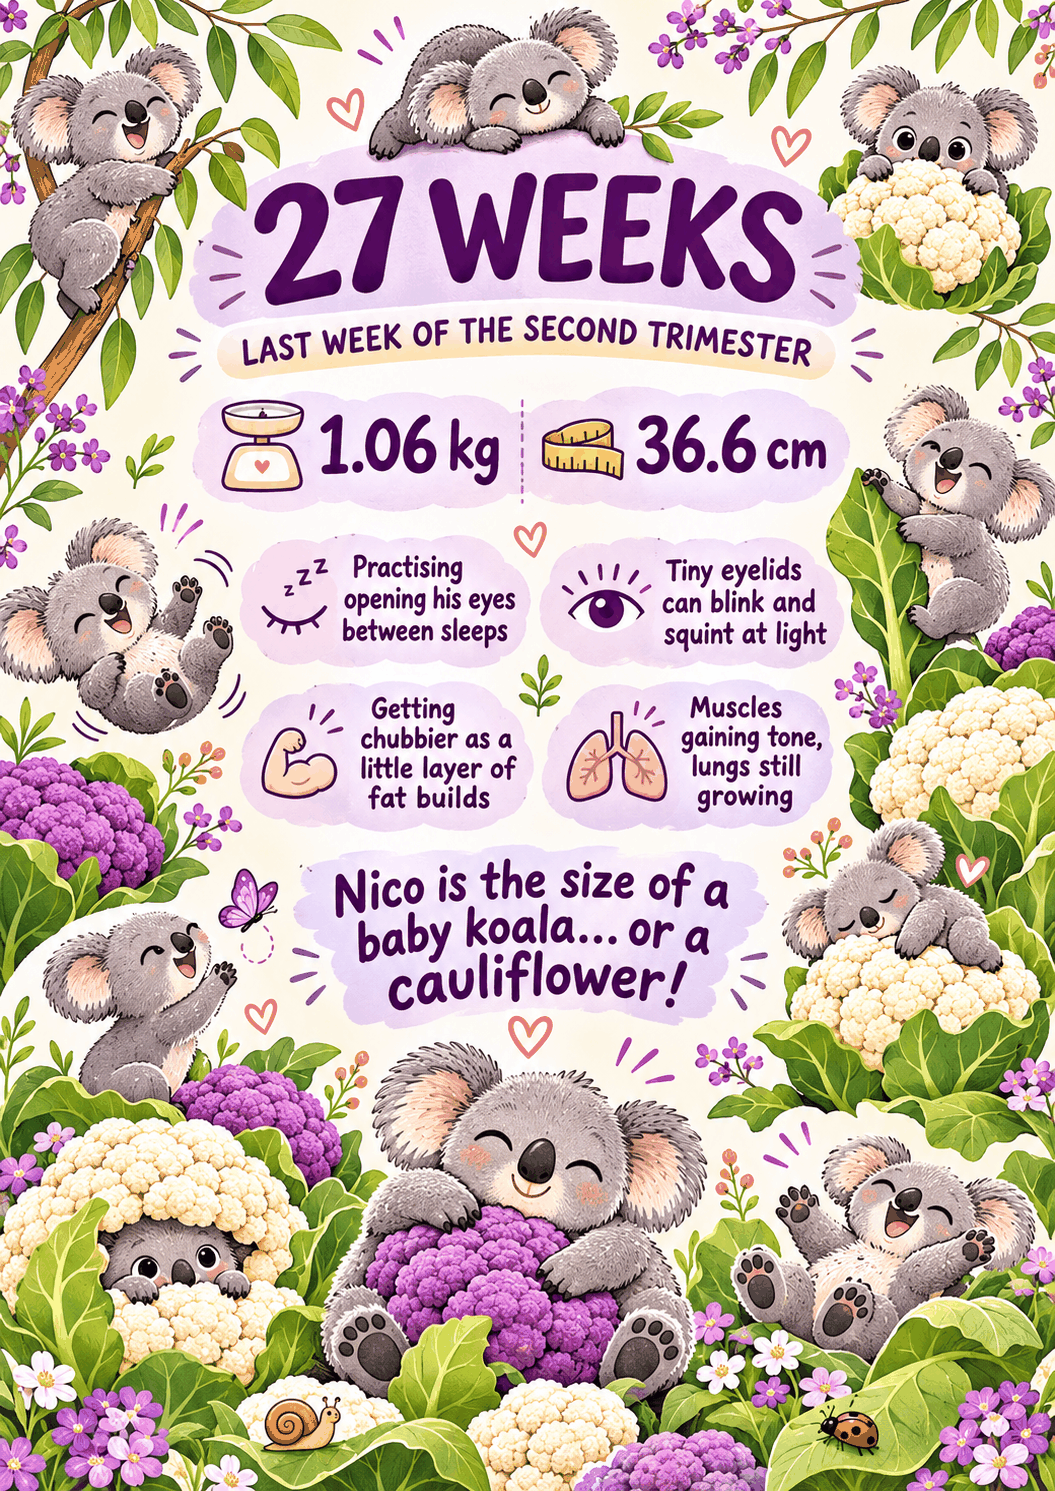 27 WEEKS
LAST WEEK OF THE SECOND TRIMESTER
1.06 kg
36.6 cm
z z z z
Practising
opening his eyes
between sleeps
Tiny eyelids
can blink and
squint at light
Getting
chubbier as a
little layer of
fat builds
Muscles
gaining tone,
lungs still
growing
Nico is the size of a
baby koala... or a
cauliflower!